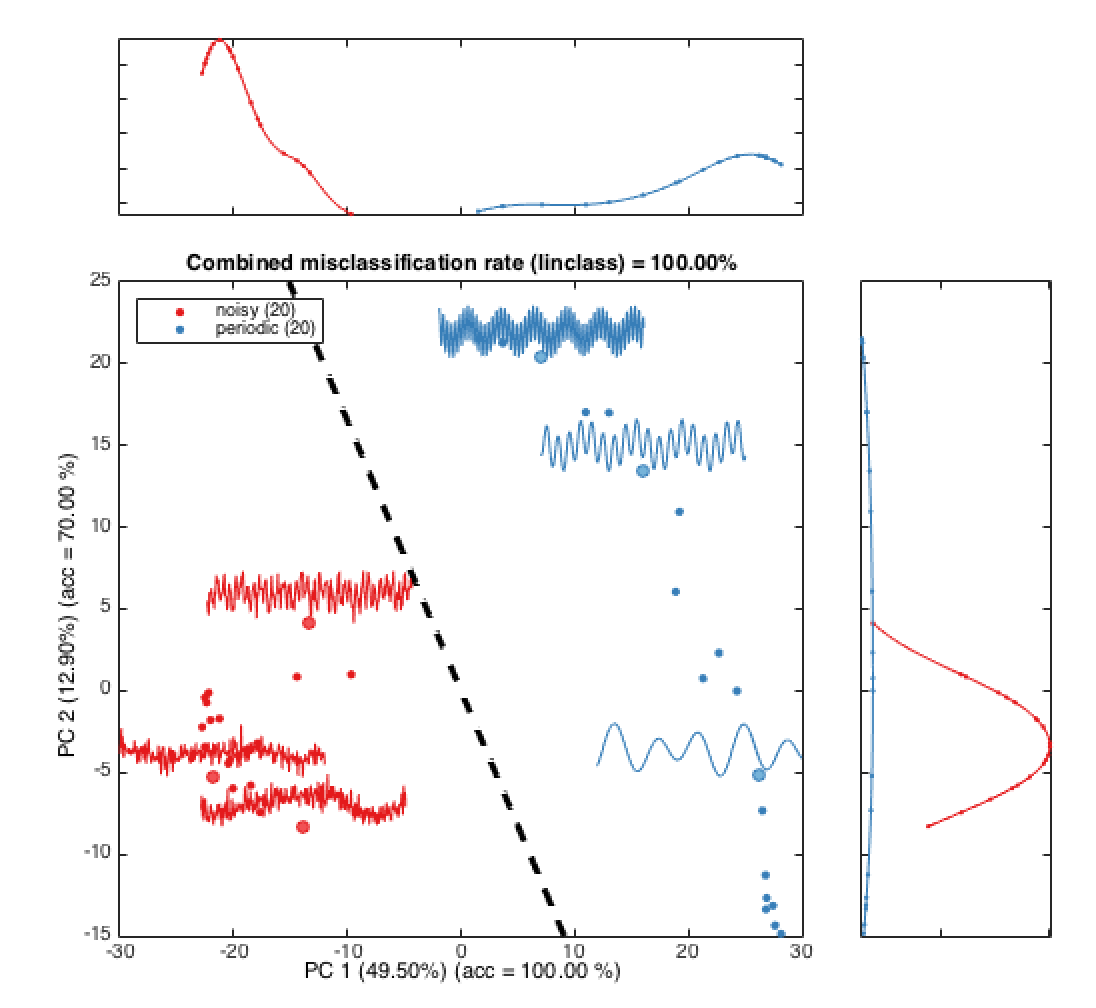 Combined misclassification rate (linclass) = 100.00%
noisy (20)
periodic (20)
25
20
15
10
5
0
-5
-10
-15
PC 2 (12.90%) (acc = 70.00 %)
-30 -20 -10 0 10 20 30
PC 1 (49.50%) (acc = 100.00 %)